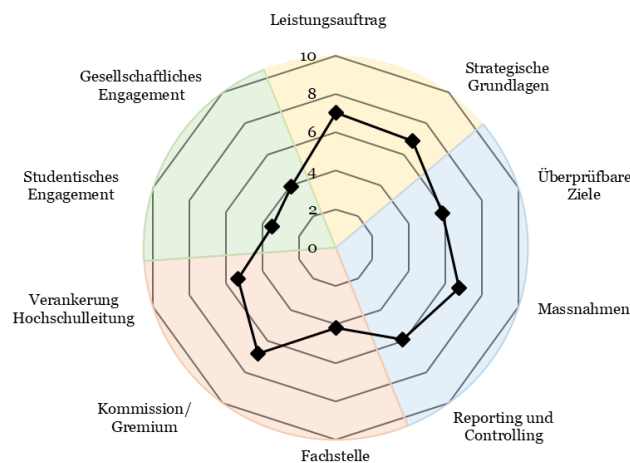 Leistungsauftrag
Strategische
Grundlagen
Überprüfbare
Ziele
Massnahmen
Reporting und
Controlling
Fachstelle
Kommission/
Gremium
Verankerung
Hochschulleitung
Studentisches
Engagement
Gesellschaftliches
Engagement
10
8
6
4
2
0